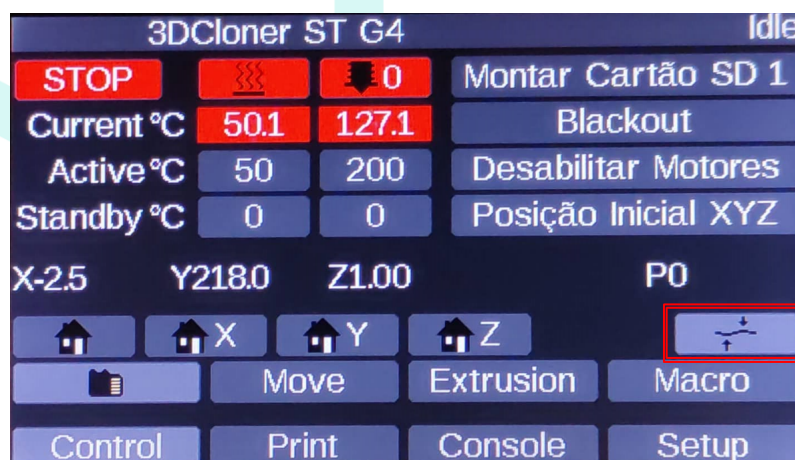 3DCloner ST G4 Idle
STOP 0 Montar Cartão SD 1
Current °C 50.1 127.1 Blackout
Active °C 50 200 Desabilitar Motores
Standby °C 0 0 Posição Inicial XYZ
X-2.5 Y218.0 Z1.00 P0
X Y Z
Move Extrusion Macro
Control Print Console Setup